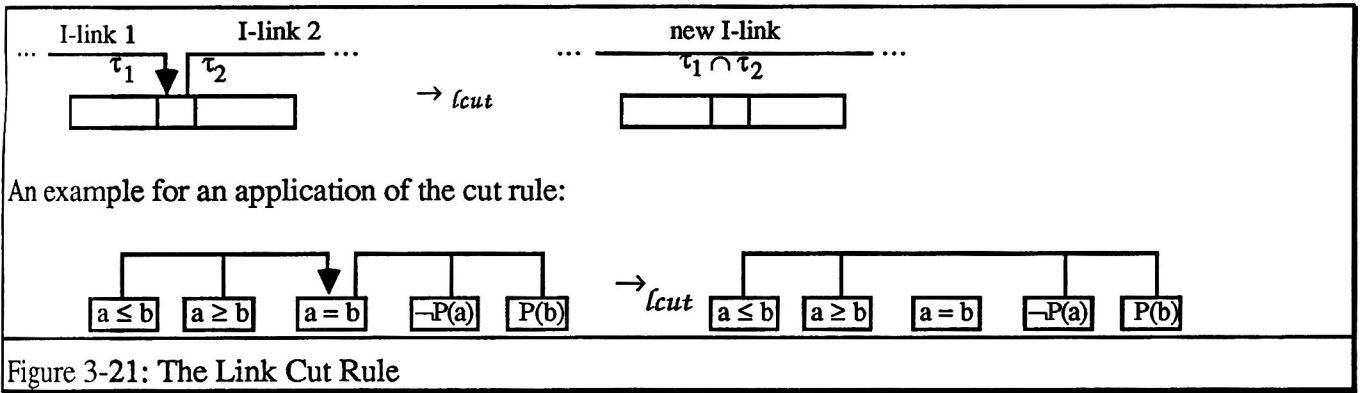 ... I-link 1 I-link 2 ... ... new I-link ...
τ1 τ2 τ1 ∩ τ2
→ lcut
An example for an application of the cut rule:
→ lcut
a ≤ b a ≥ b a = b ¬P(a) P(b) a ≤ b a ≥ b a = b ¬P(a) P(b)
Figure 3-21: The Link Cut Rule